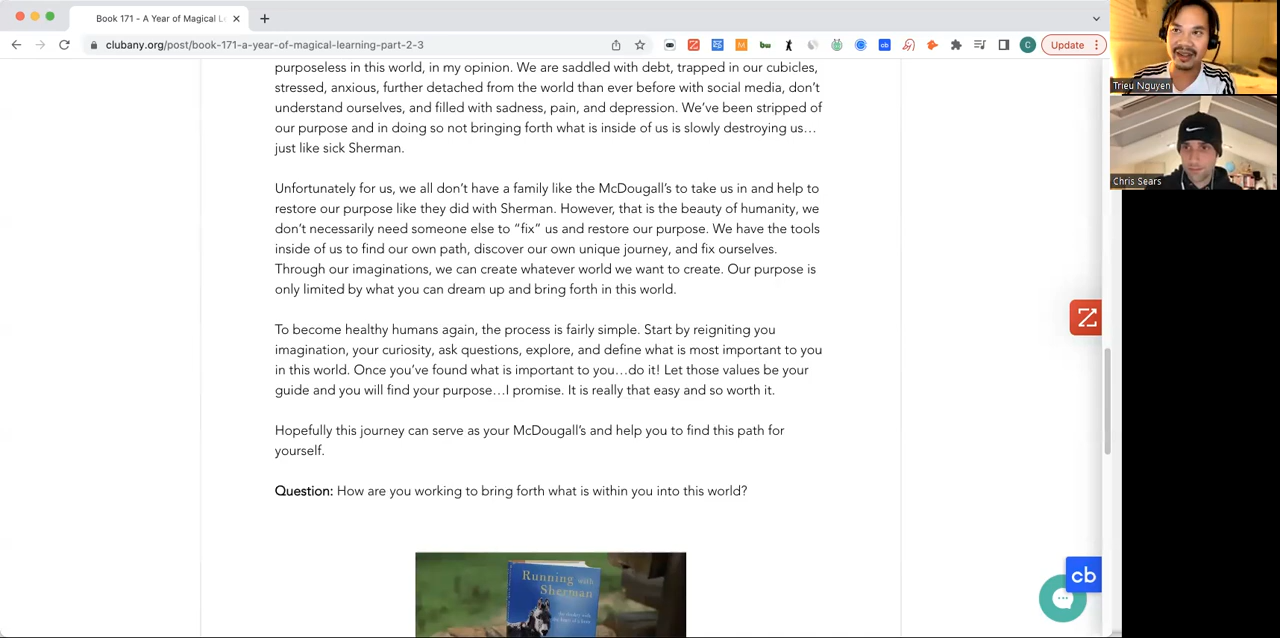 Book 171 - A Year of Magical L
clubany.org/post/book-171-a-year-of-magical-learning-part-2-3
Update
Trieu Nguyen
Chris Sears
purposeless in this world, in my opinion. We are saddled with debt, trapped in our cubicles,
stressed, anxious, further detached from the world than ever before with social media, don't
understand ourselves, and filled with sadness, pain, and depression. We've been stripped of
our purpose and in doing so not bringing forth what is inside of us is slowly destroying us…
just like sick Sherman.
Unfortunately for us, we all don't have a family like the McDougall's to take us in and help to
restore our purpose like they did with Sherman. However, that is the beauty of humanity, we
don't necessarily need someone else to "fix" us and restore our purpose. We have the tools
inside of us to find our own path, discover our own unique journey, and fix ourselves.
Through our imaginations, we can create whatever world we want to create. Our purpose is
only limited by what you can dream up and bring forth in this world.
To become healthy humans again, the process is fairly simple. Start by reigniting you
imagination, your curiosity, ask questions, explore, and define what is most important to you
in this world. Once you've found what is important to you…do it! Let those values be your
guide and you will find your purpose…I promise. It is really that easy and so worth it.
Hopefully this journey can serve as your McDougall's and help you to find this path for
yourself.
Question: How are you working to bring forth what is within you into this world?
Running with
Sherman
cb